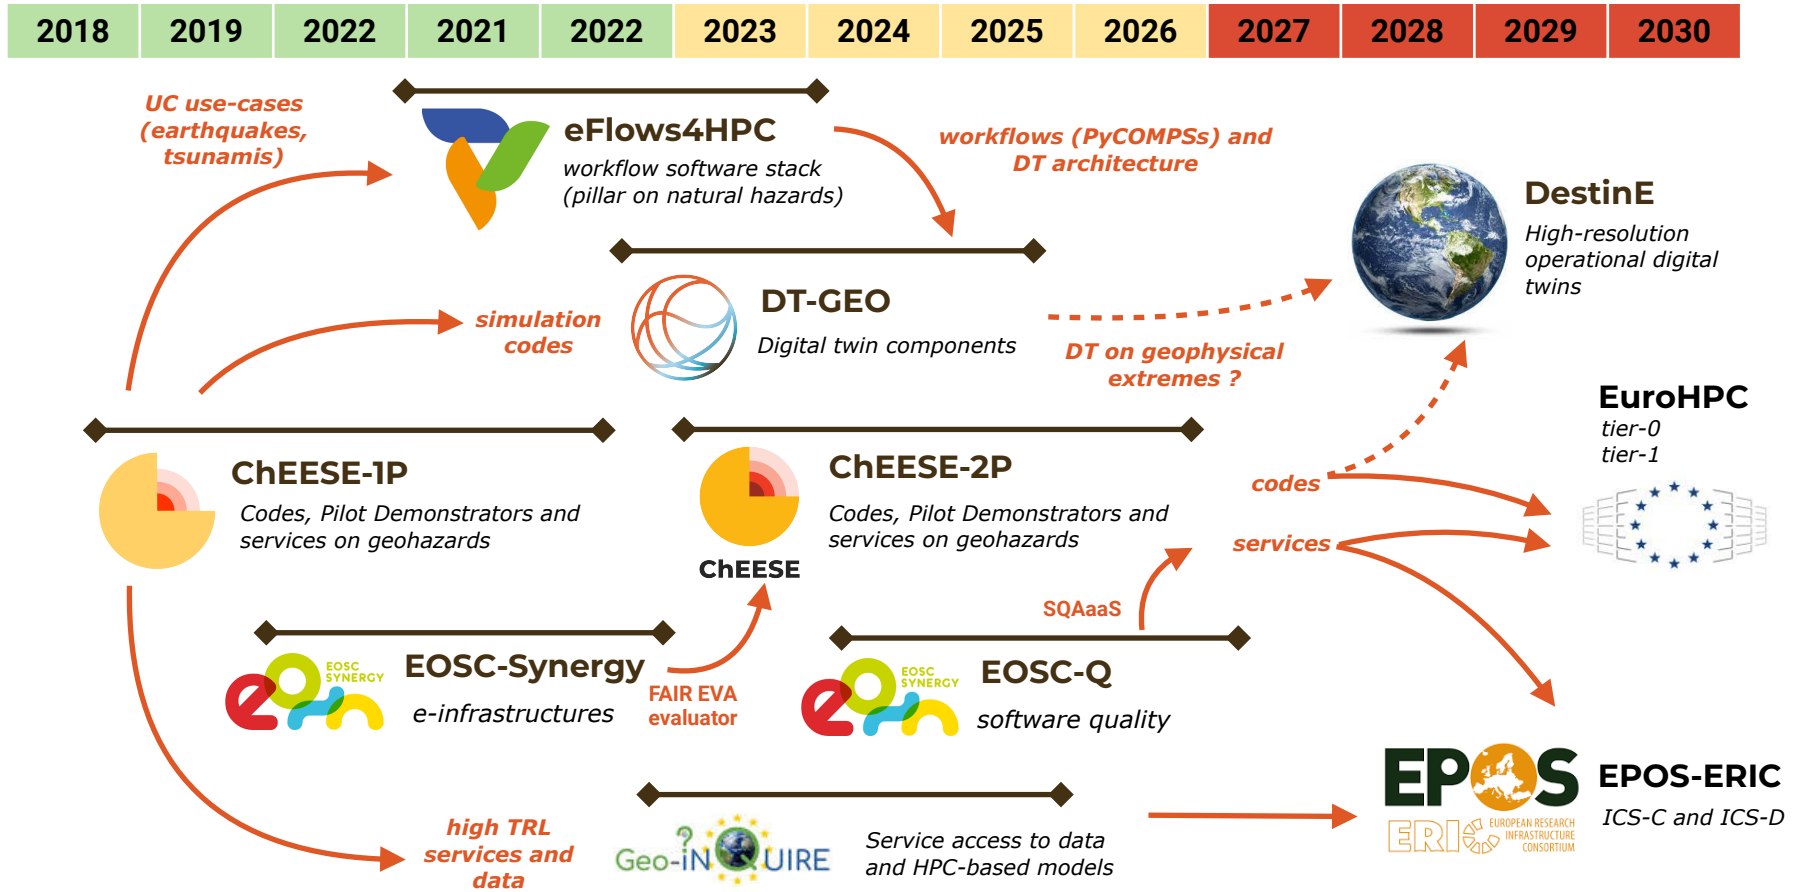 2018 2019 2022 2021 2022 2023 2024 2025 2026 2027 2028 2029 2030
UC use-cases
(earthquakes,
tsunamis)
eFlows4HPC
workflow software stack
(pillar on natural hazards)
workflows (PyCOMPSs) and
DT architecture
DestinE
High-resolution
operational digital
twins
simulation
codes
DT-GEO
Digital twin components
DT on geophysical
extremes ?
EuroHPC
tier-0
tier-1
ChEESE-1P
Codes, Pilot Demonstrators and
services on geohazards
ChEESE-2P
Codes, Pilot Demonstrators and
services on geohazards
ChEESE
codes
services
SQAaaS
EOSC
SYNERGY
EOSC-Synergy
e-infrastructures
FAIR EVA
evaluator
EOSC
SYNERGY
EOSC-Q
software quality
high TRL
services and
data
Geo-iNQUIRE
?
Service access to data
and HPC-based models
EPOS
ERIC
EUROPEAN RESEARCH
INFRASTRUCTURE
CONSORTIUM
EPOS-ERIC
ICS-C and ICS-D